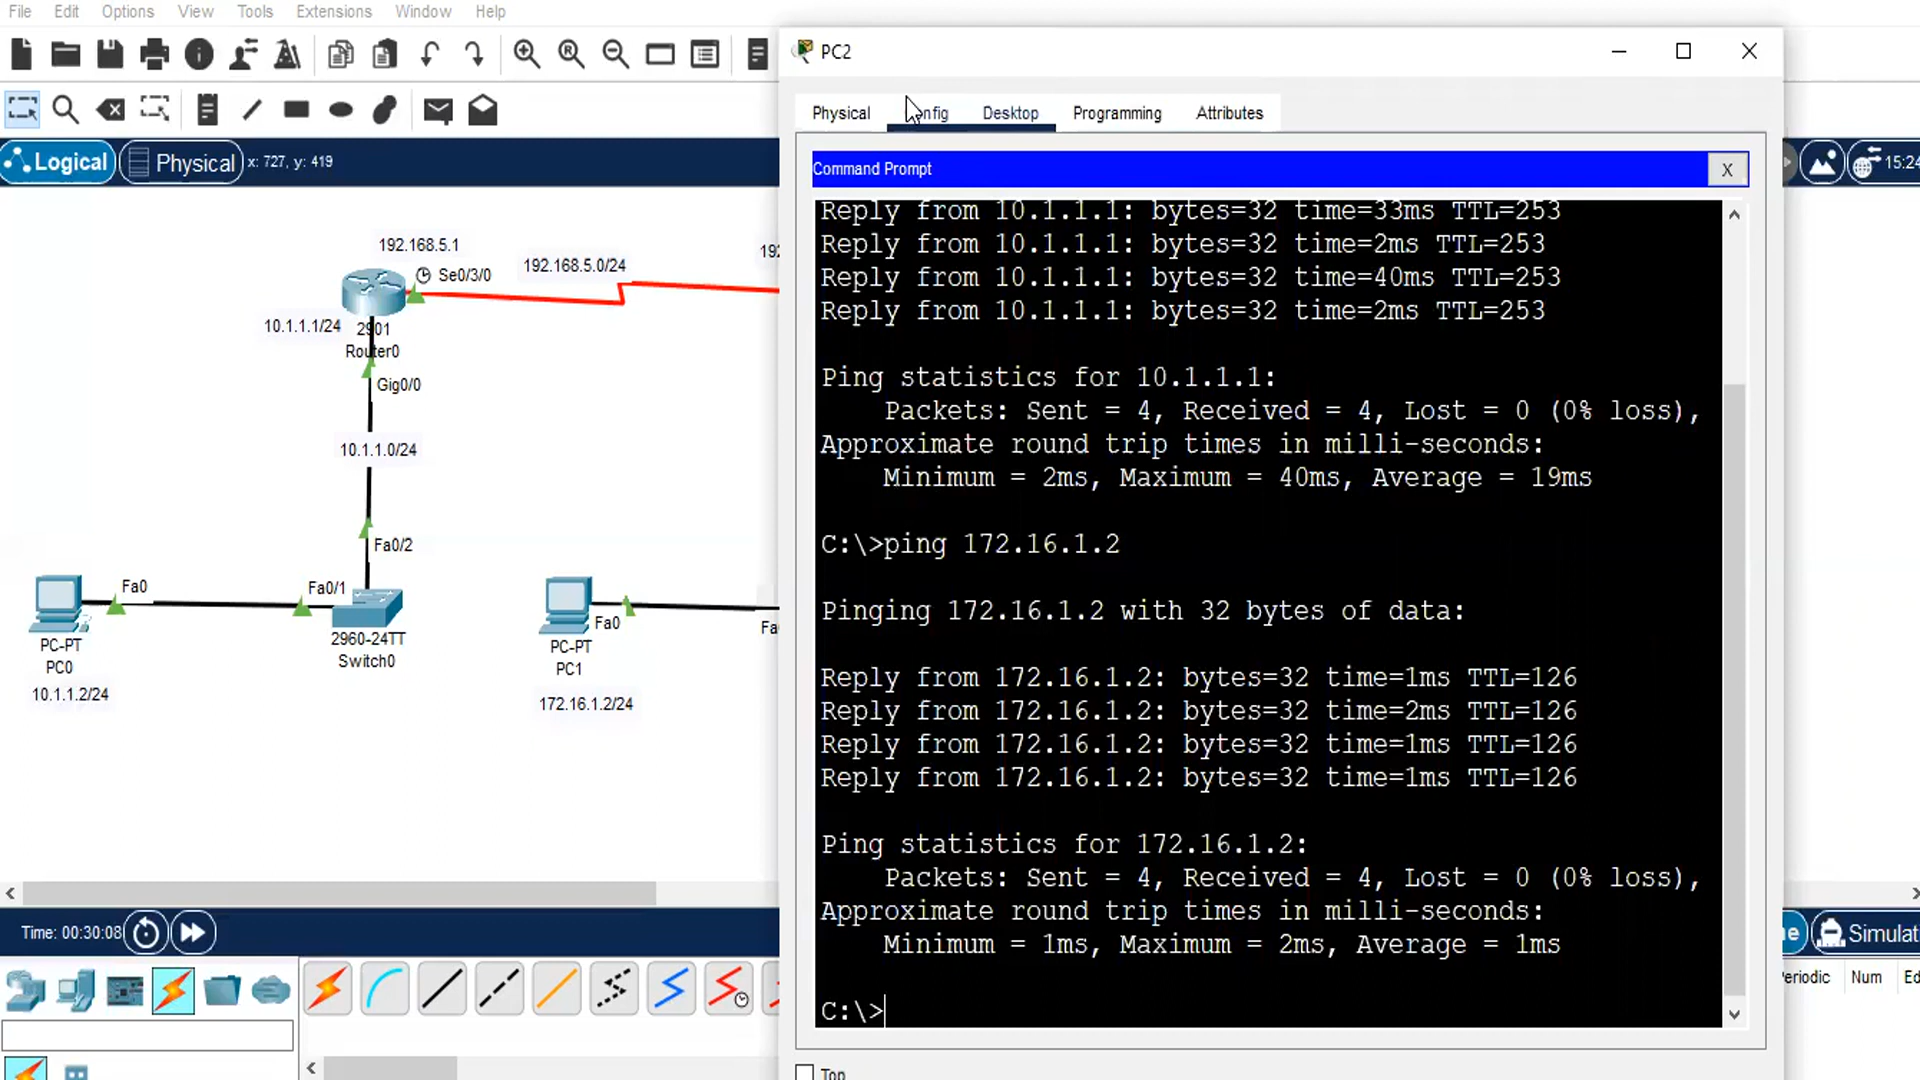 File Edit Options View Tools Extensions Window Help
PC2
Physical Config Desktop Programming Attributes
Logical Physical x: 727, y: 419
15:24
Command Prompt X
Reply from 10.1.1.1: bytes=32 time=33ms TTL=253
Reply from 10.1.1.1: bytes=32 time=2ms TTL=253
Reply from 10.1.1.1: bytes=32 time=40ms TTL=253
Reply from 10.1.1.1: bytes=32 time=2ms TTL=253
Ping statistics for 10.1.1.1:
Packets: Sent = 4, Received = 4, Lost = 0 (0% loss),
Approximate round trip times in milli-seconds:
Minimum = 2ms, Maximum = 40ms, Average = 19ms
C:\>ping 172.16.1.2
Pinging 172.16.1.2 with 32 bytes of data:
Reply from 172.16.1.2: bytes=32 time=1ms TTL=126
Reply from 172.16.1.2: bytes=32 time=2ms TTL=126
Reply from 172.16.1.2: bytes=32 time=1ms TTL=126
Reply from 172.16.1.2: bytes=32 time=1ms TTL=126
Ping statistics for 172.16.1.2:
Packets: Sent = 4, Received = 4, Lost = 0 (0% loss),
Approximate round trip times in milli-seconds:
Minimum = 1ms, Maximum = 2ms, Average = 1ms
C:\>
Top
192.168.5.1
Se0/3/0
192.168.5.0/24
19
10.1.1.1/24
2901
Router0
Gig0/0
10.1.1.0/24
Fa0/2
Fa0
Fa0/1
2960-24TT
Switch0
PC-PT
PC0
10.1.1.2/24
Fa0
Fa
PC-PT
PC1
172.16.1.2/24
Time: 00:30:08
Simulati
eriodic Num Ed